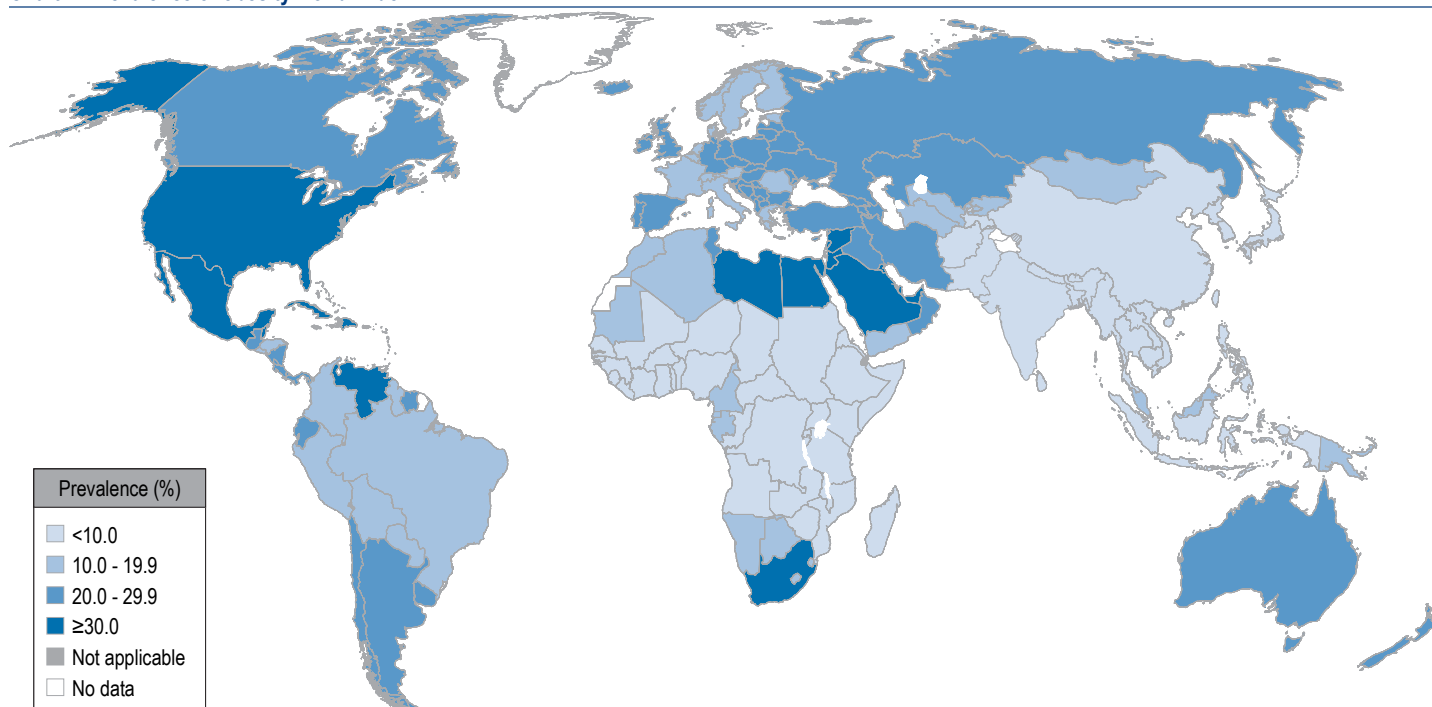 Prevalence (%)
<10.0
10.0 - 19.9
20.0 - 29.9
≥30.0
Not applicable
No data